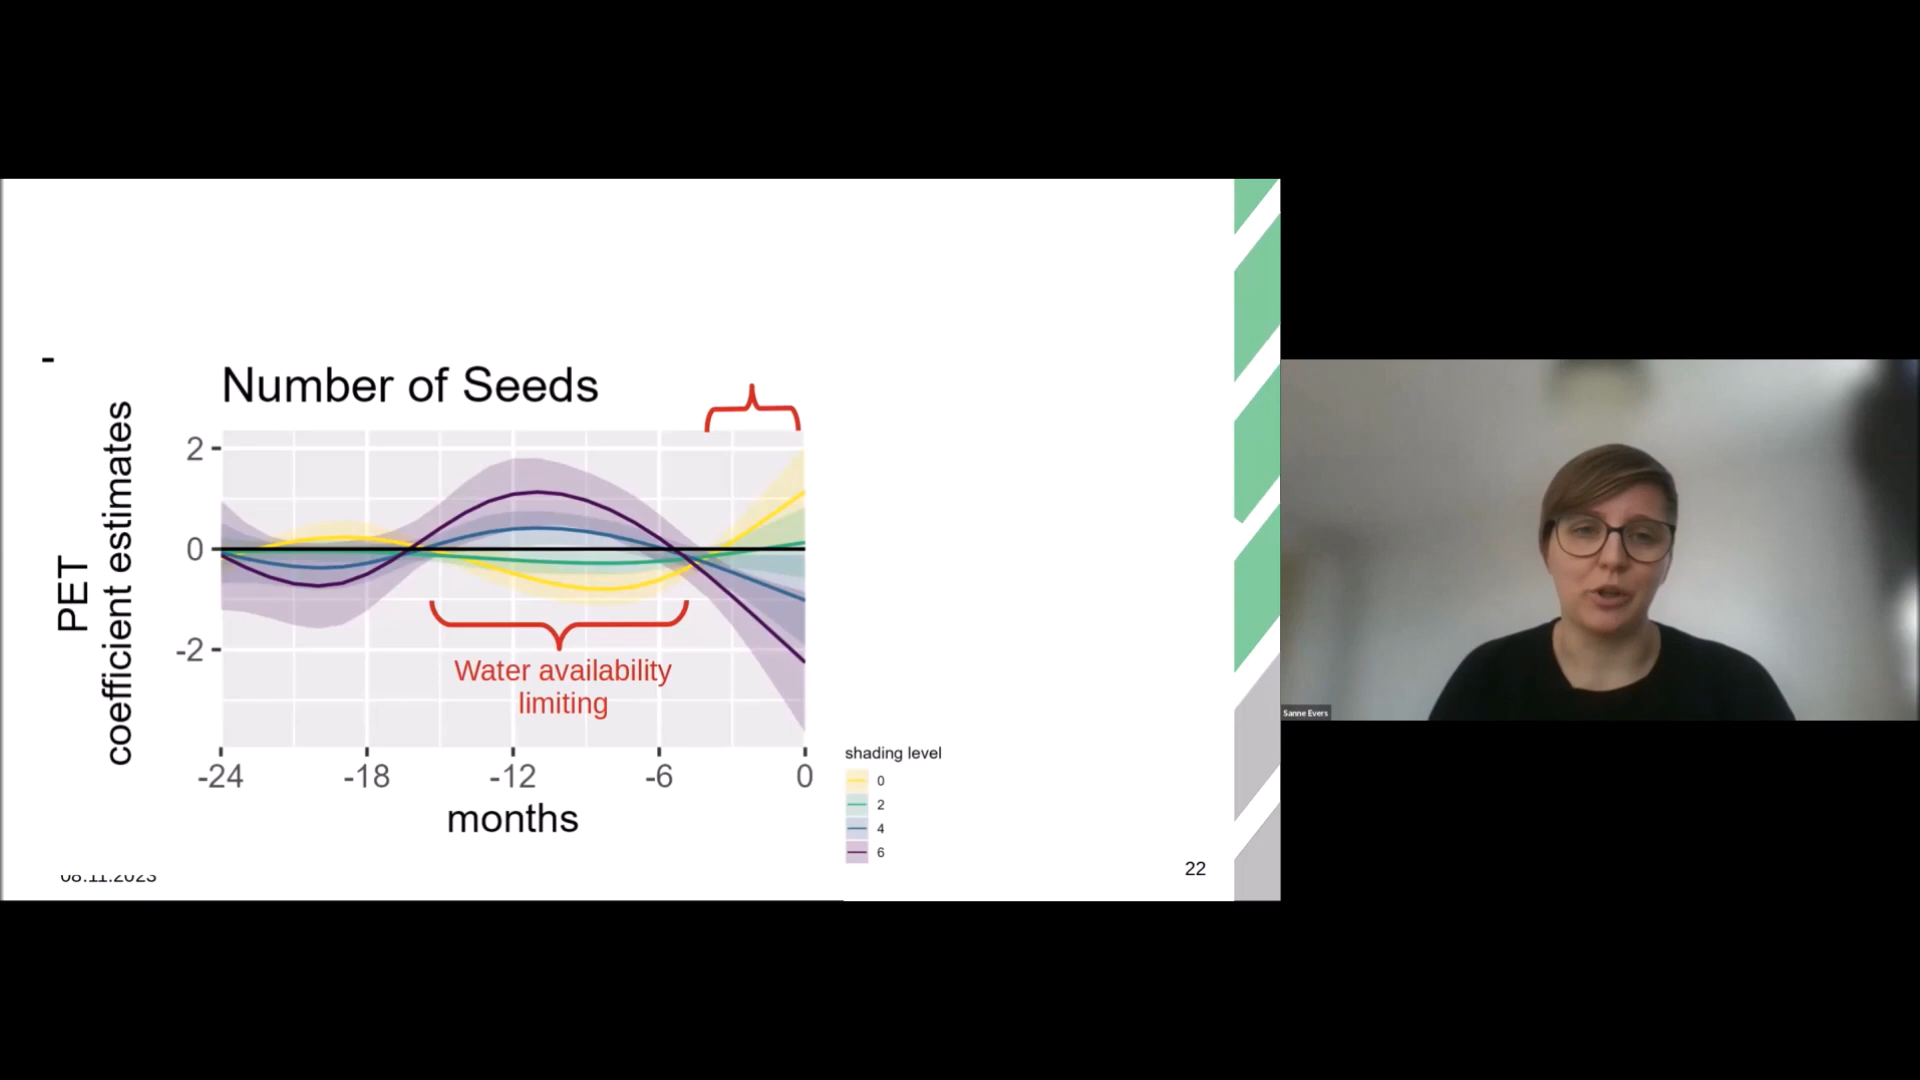 -
Number of Seeds
PET
coefficient estimates
2
0
-2
Water availability
limiting
-24 -18 -12 -6 0
months
shading level
0
2
4
6
08.11.2023
22
Sanne Evers